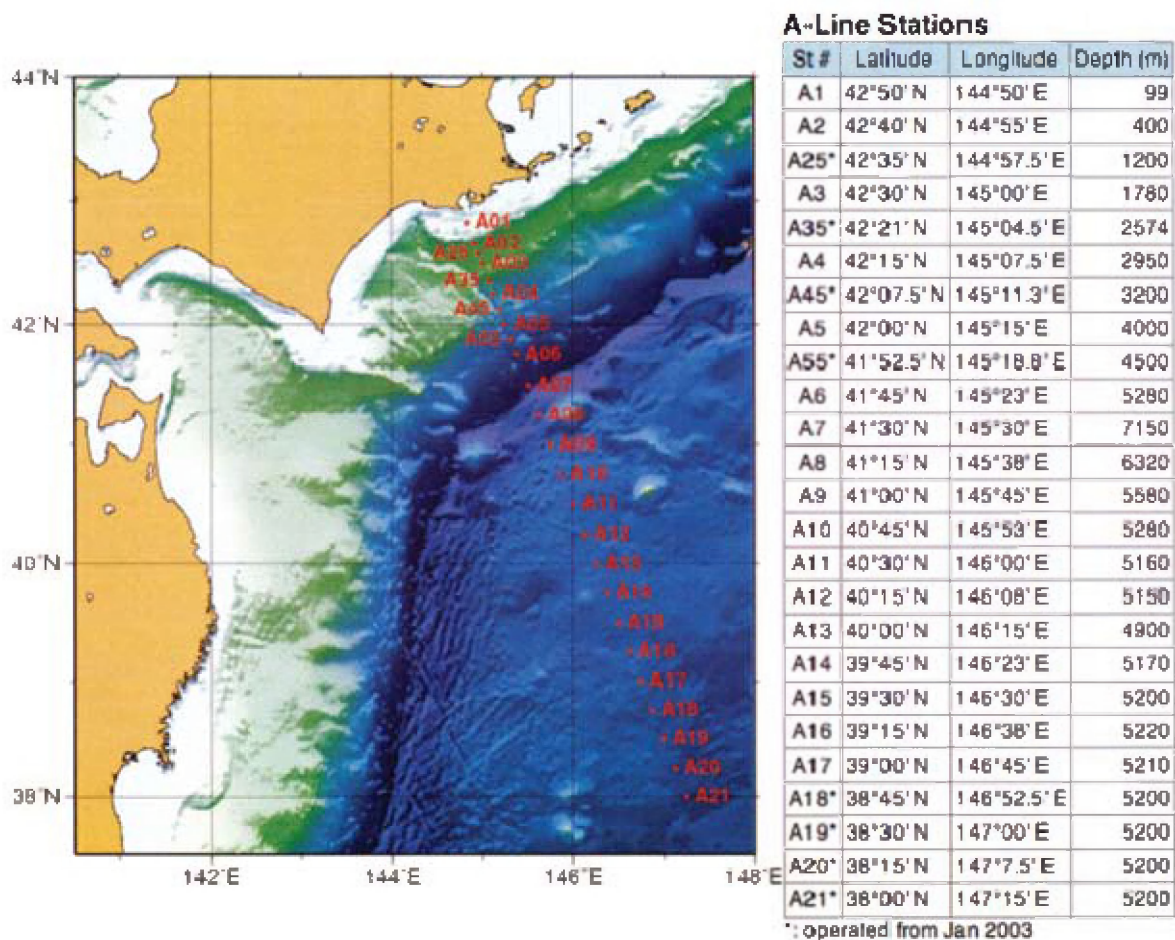 A-Line Stations
St # Latitude Longitude Depth (m)
A1 42°50' N 144°50' E 99
A2 42°40' N 144°55' E 400
A25* 42°35' N 144°57.5' E 1200
A3 42°30' N 145°00' E 1780
A35* 42°21' N 145°04.5' E 2574
A4 42°15' N 145°07.5' E 2950
A45* 42°07.5' N 145°11.3' E 3200
A5 42°00' N 145°15' E 4000
A55* 41°52.5' N 145°18.8' E 4500
A6 41°45' N 145°23' E 5280
A7 41°30' N 145°30' E 7150
A8 41°15' N 145°38' E 6320
A9 41°00' N 145°45' E 5580
A10 40°45' N 145°53' E 5280
A11 40°30' N 146°00' E 5160
A12 40°15' N 146°08' E 5150
A13 40°00' N 146°15' E 4900
A14 39°45' N 146°23' E 5170
A15 39°30' N 146°30' E 5200
A16 39°15' N 146°38' E 5220
A17 39°00' N 146°45' E 5210
A18* 38°45' N 146°52.5' E 5200
A19* 38°30' N 147°00' E 5200
A20* 38°15' N 147°7.5' E 5200
A21* 38°00' N 147°15' E 5200
*: operated from Jan 2003
44°N
42°N
40°N
38°N
142°E 144°E 146°E 148°E
A01
A02
A03
A35
A04
A06
A07
A10
A11
A12
A13
A14
A15
A16
A17
A18
A19
A20
A21